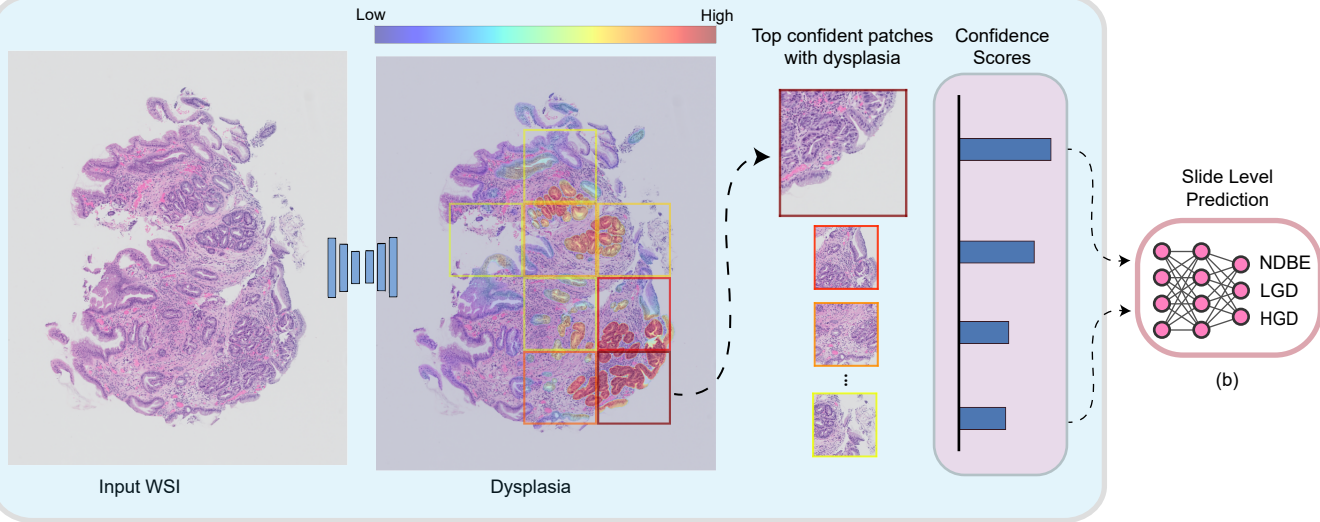 Low
High
Top confident patches
with dysplasia
Confidence
Scores
Slide Level
Prediction
NDBE
LGD
HGD
(b)
Input WSI
Dysplasia